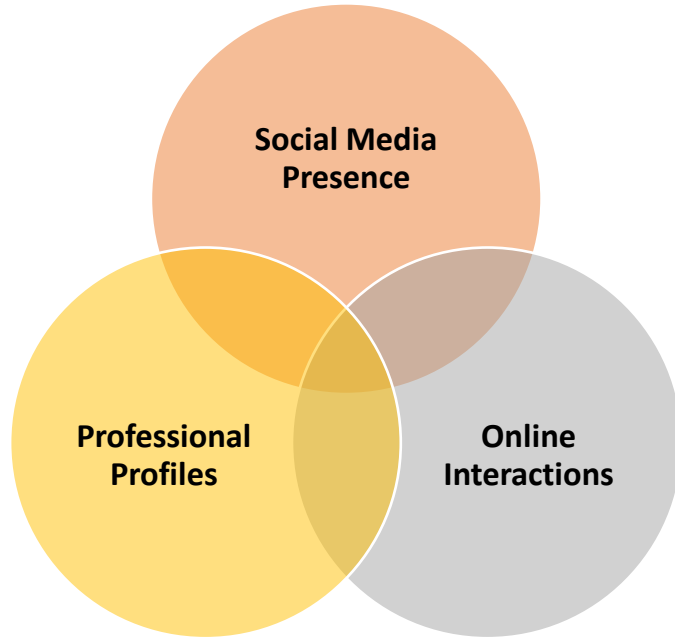 Social Media
Presence
Professional
Profiles
Online
Interactions